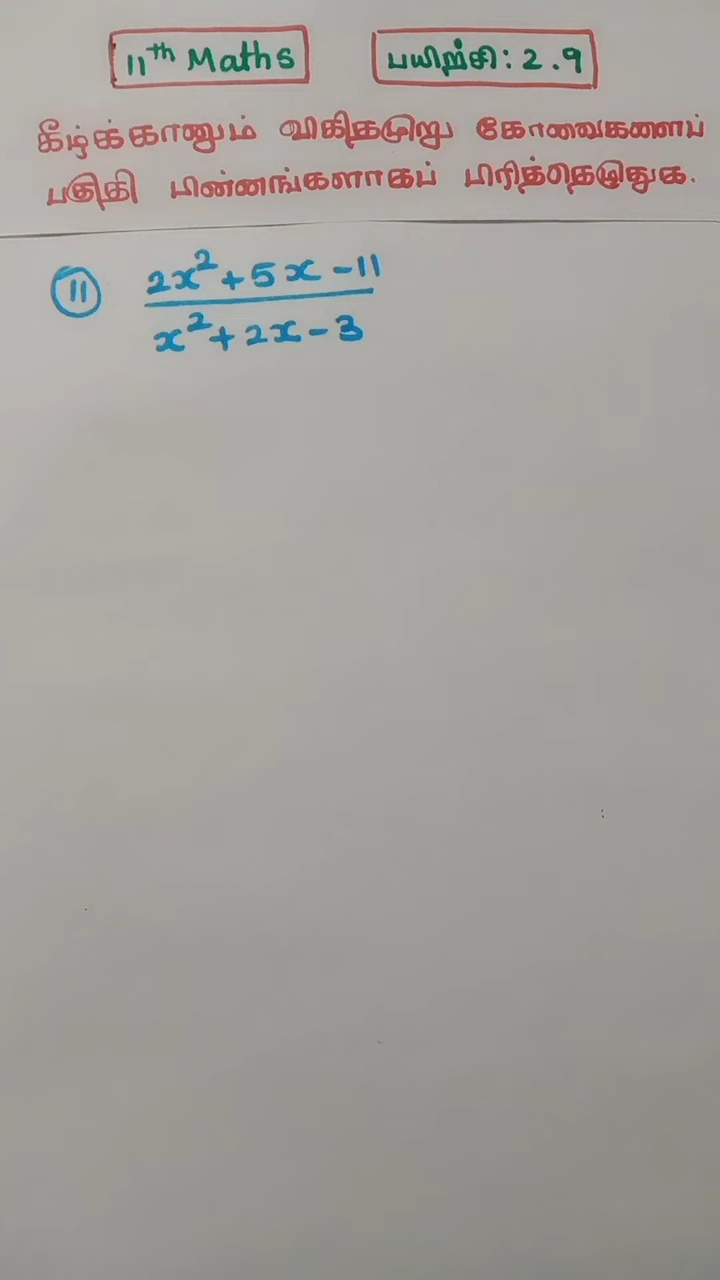 11th Maths
பயிற்சி: 2.9
கீழ்க்காணும் விகிதமுறு கோவைகளைப்
பகுதி பின்னங்களாகப் பிரித்தெழுதுக.
11 2x²+5x-11
x²+2x-3